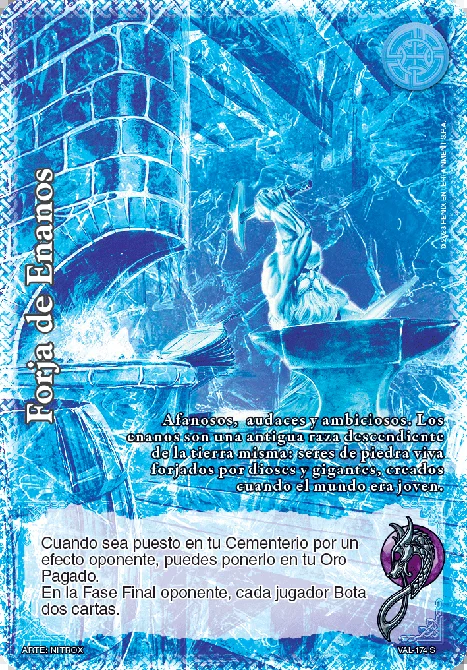 Forja de Enanos
Afanosos, audaces y ambiciosos. Los
enanos son una antigua raza descendiente
de la tierra misma: seres de piedra viva
forjados por dioses y gigantes, creados
cuando el mundo era joven.
Cuando sea puesto en tu Cementerio por un
efecto oponente, puedes ponerlo en tu Oro
Pagado.
En la Fase Final oponente, cada jugador Bota
dos cartas.
ARTE: NITROX
VAL-174 S